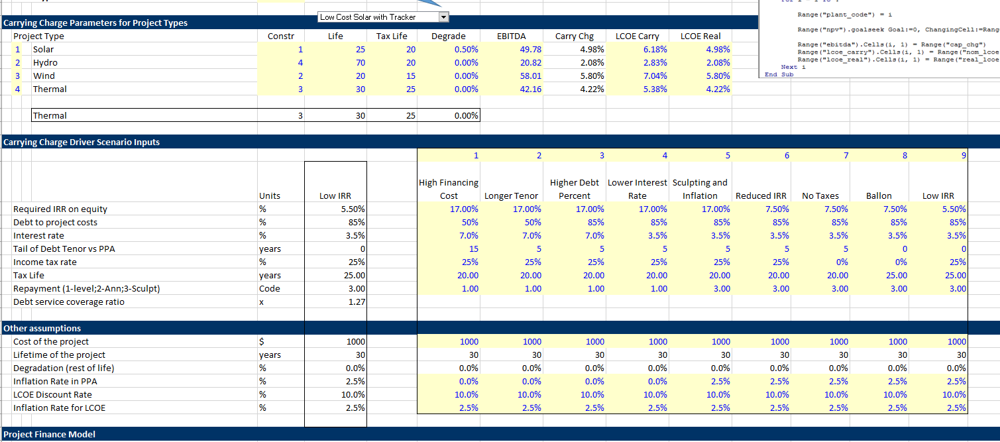 Low Cost Solar with Tracker
Carrying Charge Parameters for Project Types
Project Type Constr Life Tax Life Degrade EBITDA Carry Chg LCOE Carry LCOE Real
1 Solar 1 25 20 0.50% 49.78 4.98% 6.18% 4.98%
2 Hydro 4 70 20 0.00% 20.82 2.08% 2.83% 2.08%
3 Wind 2 20 15 0.00% 58.01 5.80% 7.04% 5.80%
4 Thermal 3 30 25 0.00% 42.16 4.22% 5.38% 4.22%
Thermal 3 30 25 0.00%
Range("plant_code") = i
Range("npv").goalseek Goal:=0, ChangingCell:=Rang
Range("ebitda").Cells(i, 1) = Range("cap_chg")
Range("lcoe_carry").Cells(i, 1) = Range("nom_lcoe
Range("lcoe_real").Cells(i, 1) = Range("real_lcoe
Next i
End Sub
Carrying Charge Driver Scenario Inputs
1 2 3 4 5 6 7 8 9
High Financing Higher Debt Lower Interest Sculpting and
Units Low IRR Cost Longer Tenor Percent Rate Inflation Reduced IRR No Taxes Ballon Low IRR
Required IRR on equity % 5.50% 17.00% 17.00% 17.00% 17.00% 17.00% 7.50% 7.50% 7.50% 5.50%
Debt to project costs % 85% 50% 50% 85% 85% 85% 85% 85% 85% 85%
Interest rate % 3.5% 7.0% 7.0% 7.0% 3.5% 3.5% 3.5% 3.5% 3.5% 3.5%
Tail of Debt Tenor vs PPA years 0 15 5 5 5 5 5 5 0 0
Income tax rate % 25% 25% 25% 25% 25% 25% 25% 0% 0% 25%
Tax Life years 25.00 20.00 20.00 20.00 20.00 20.00 20.00 20.00 25.00 25.00
Repayment (1-level;2-Ann;3-Sculpt) Code 3.00 1.00 1.00 1.00 1.00 3.00 3.00 3.00 3.00 3.00
Debt service coverage ratio x 1.27
Other assumptions
Cost of the project $ 1000 1000 1000 1000 1000 1000 1000 1000 1000 1000
Lifetime of the project years 30 30 30 30 30 30 30 30 30 30
Degradation (rest of life) % 0.0% 0.0% 0.0% 0.0% 0.0% 0.0% 0.0% 0.0% 0.0% 0.0%
Inflation Rate in PPA % 2.5% 0.0% 0.0% 0.0% 0.0% 2.5% 2.5% 2.5% 2.5% 2.5%
LCOE Discount Rate % 10.0% 10.0% 10.0% 10.0% 10.0% 10.0% 10.0% 10.0% 10.0% 10.0%
Inflation Rate for LCOE % 2.5% 2.5% 2.5% 2.5% 2.5% 2.5% 2.5% 2.5% 2.5% 2.5%
Project Finance Model